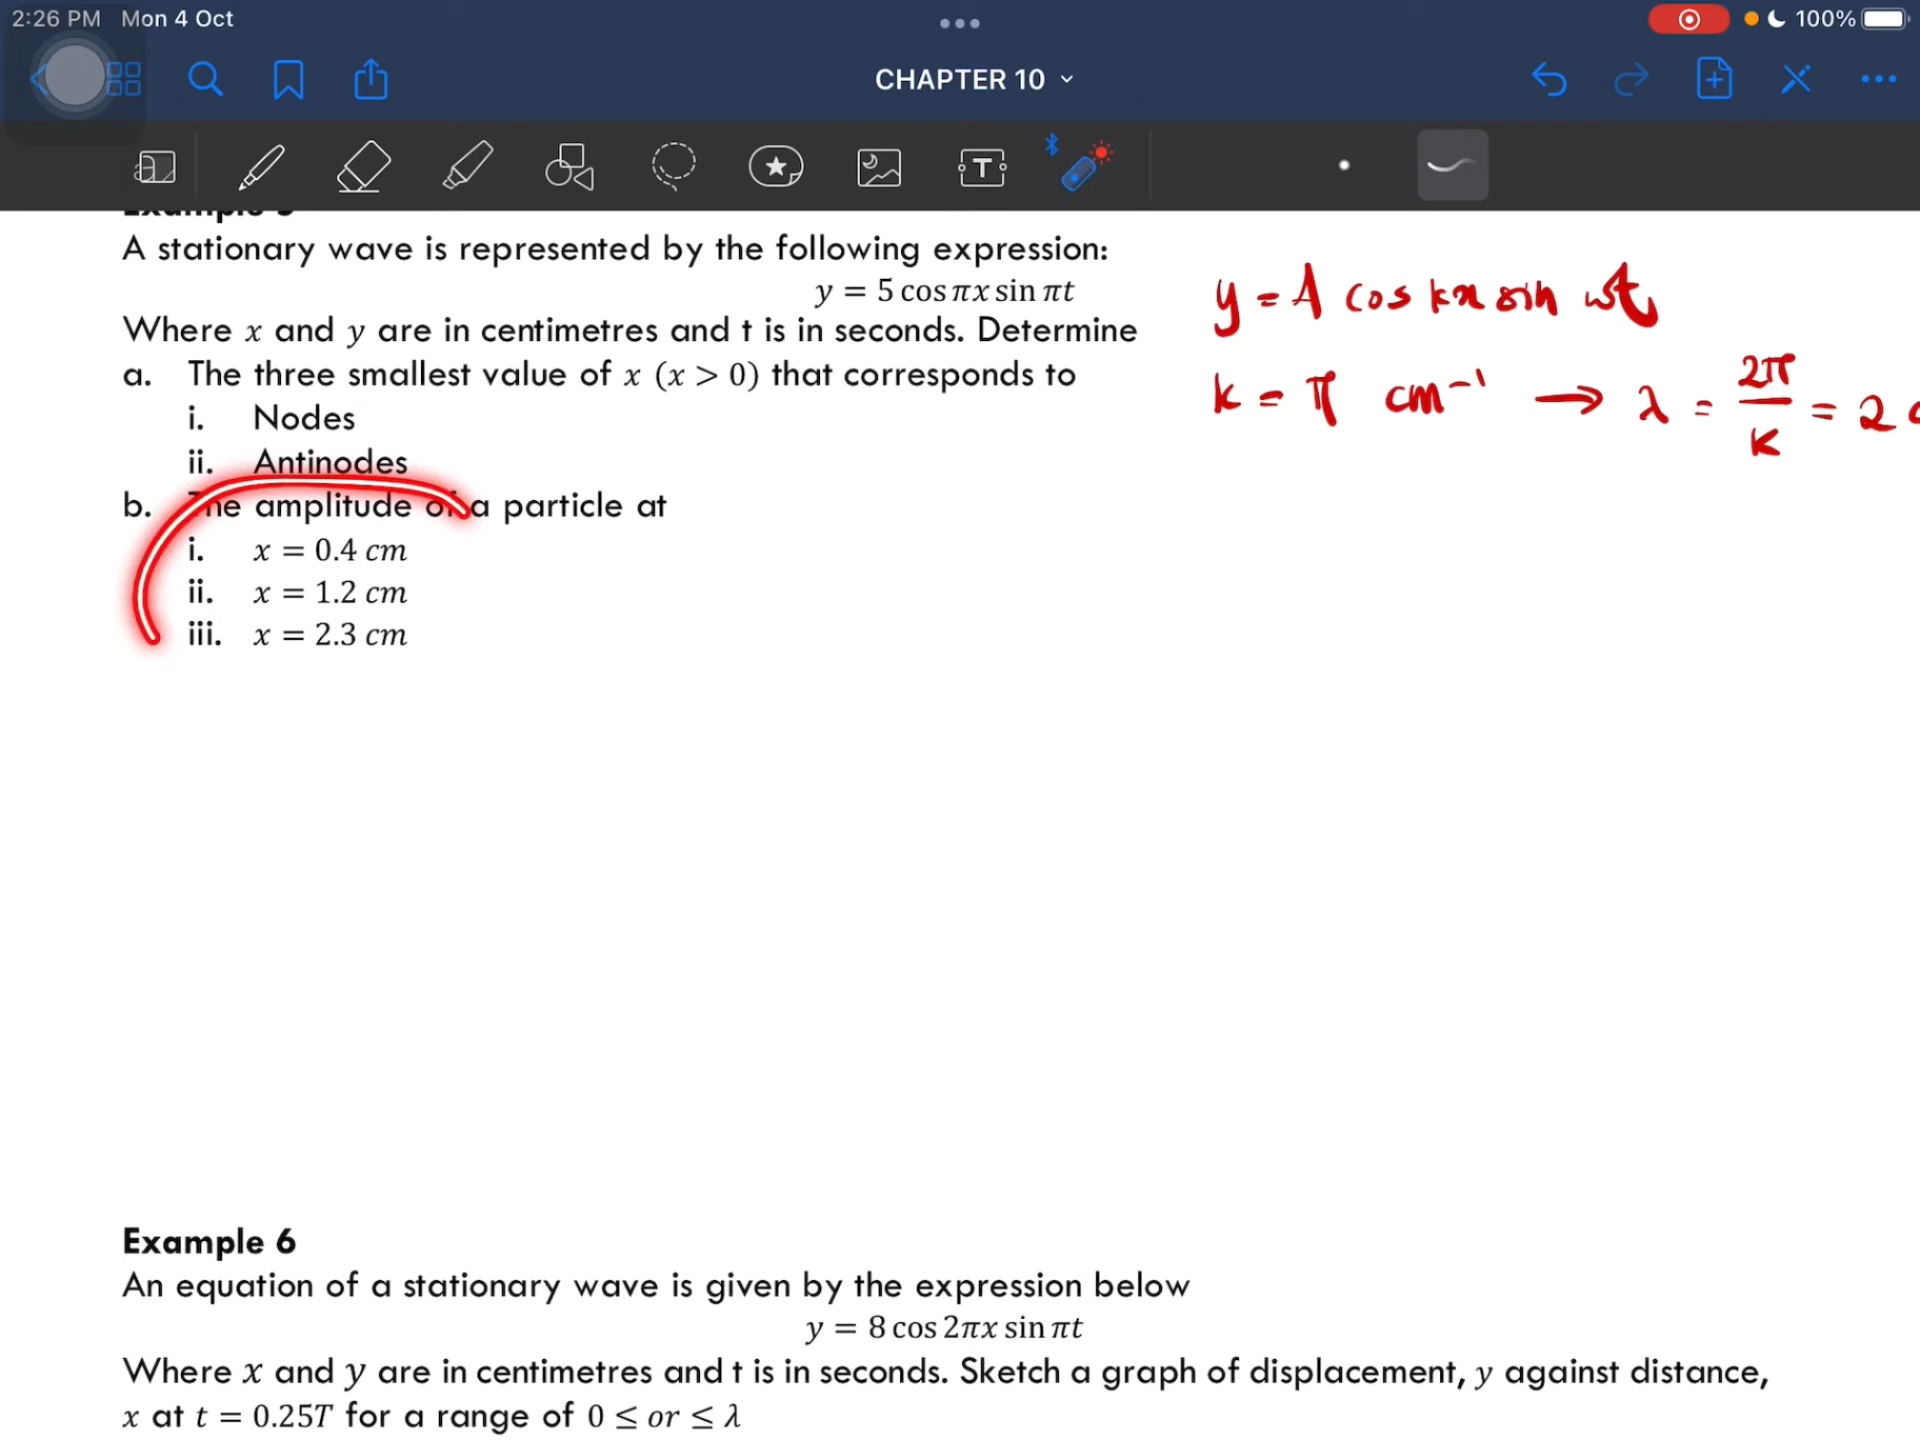 2:26 PM Mon 4 Oct
100%
CHAPTER 10
T
Example 5
A stationary wave is represented by the following expression:
y = 5 cos πx sin πt
Where x and y are in centimetres and t is in seconds. Determine
a. The three smallest value of x (x > 0) that corresponds to
i. Nodes
ii. Antinodes
b. The amplitude of a particle at
i. x = 0.4 cm
ii. x = 1.2 cm
iii. x = 2.3 cm
y = A cos kx sin ωt
k = π cm⁻¹ → λ = 2π/k = 2
Example 6
An equation of a stationary wave is given by the expression below
y = 8 cos 2πx sin πt
Where x and y are in centimetres and t is in seconds. Sketch a graph of displacement, y against distance,
x at t = 0.25T for a range of 0 ≤ or ≤ λ